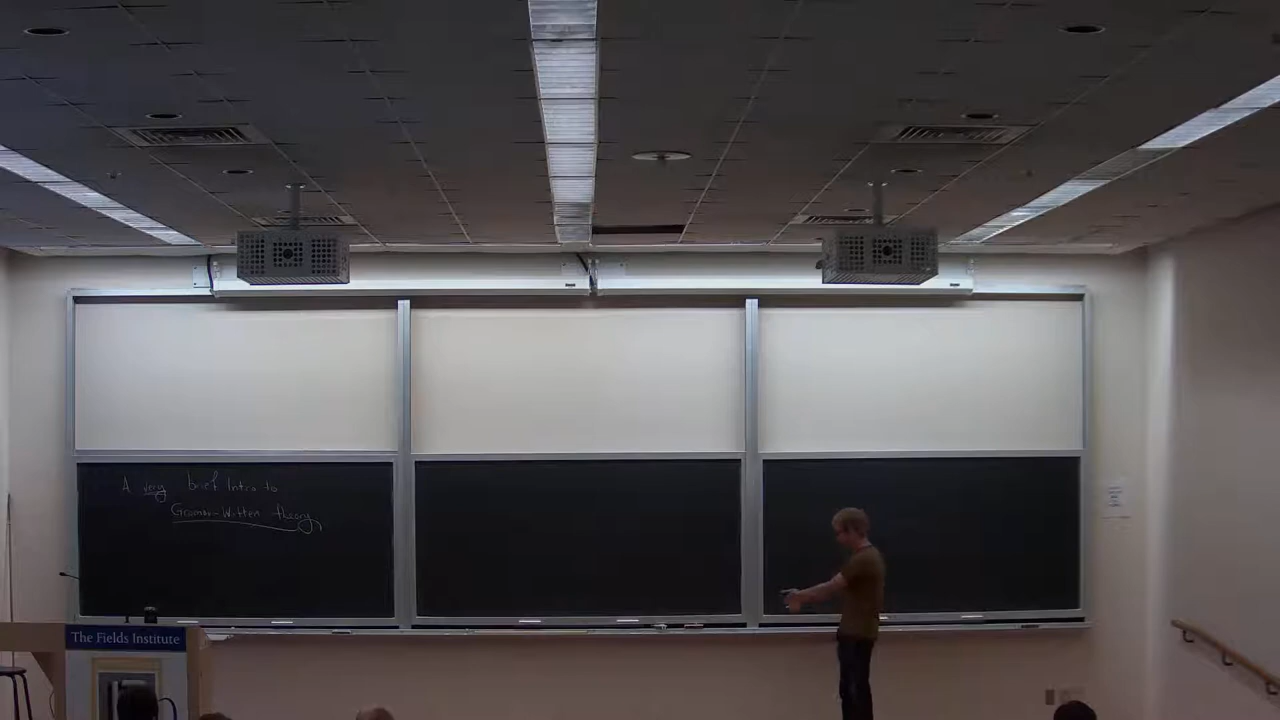 A very brief Intro to
Gromov-Witten theory
The Fields Institute